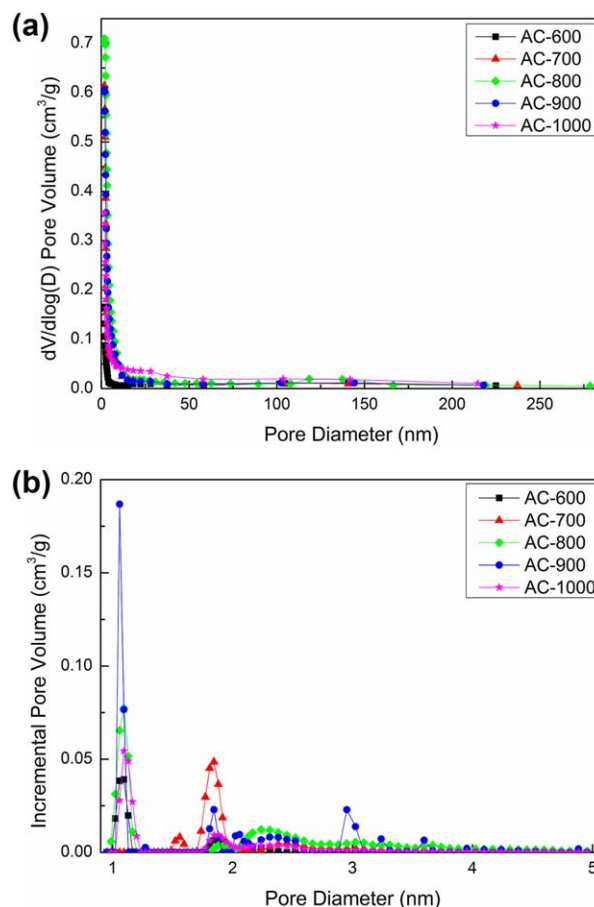 (a)
AC-600
AC-700
AC-800
AC-900
AC-1000
dV/dlog(D) Pore Volume (cm³/g)
0.7
0.6
0.5
0.4
0.3
0.2
0.1
0.0
0 50 100 150 200 250
Pore Diameter (nm)
(b)
AC-600
AC-700
AC-800
AC-900
AC-1000
Incremental Pore Volume (cm³/g)
0.20
0.15
0.10
0.05
0.00
1 2 3 4 5
Pore Diameter (nm)